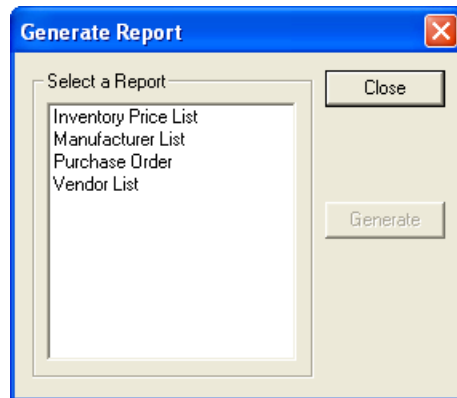 Generate Report
Select a Report
Close
Inventory Price List
Manufacturer List
Purchase Order
Vendor List
Generate